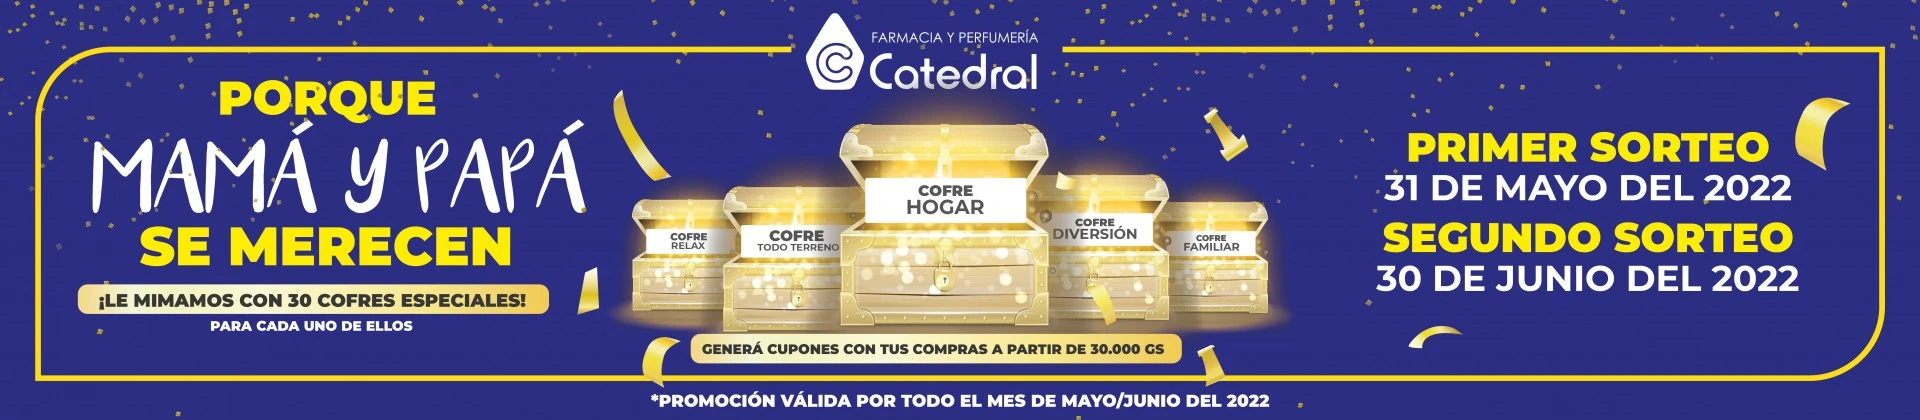 FARMACIA Y PERFUMERÍA
Catedral
PORQUE
MAMÁ Y PAPÁ
SE MERECEN
¡LE MIMAMOS CON 30 COFRES ESPECIALES!
PARA CADA UNO DE ELLOS
COFRE
RELAX
COFRE
TODO TERRENO
COFRE
HOGAR
COFRE
DIVERSIÓN
COFRE
FAMILIAR
GENERÁ CUPONES CON TUS COMPRAS A PARTIR DE 30.000 GS
PRIMER SORTEO
31 DE MAYO DEL 2022
SEGUNDO SORTEO
30 DE JUNIO DEL 2022
*PROMOCIÓN VÁLIDA POR TODO EL MES DE MAYO/JUNIO DEL 2022